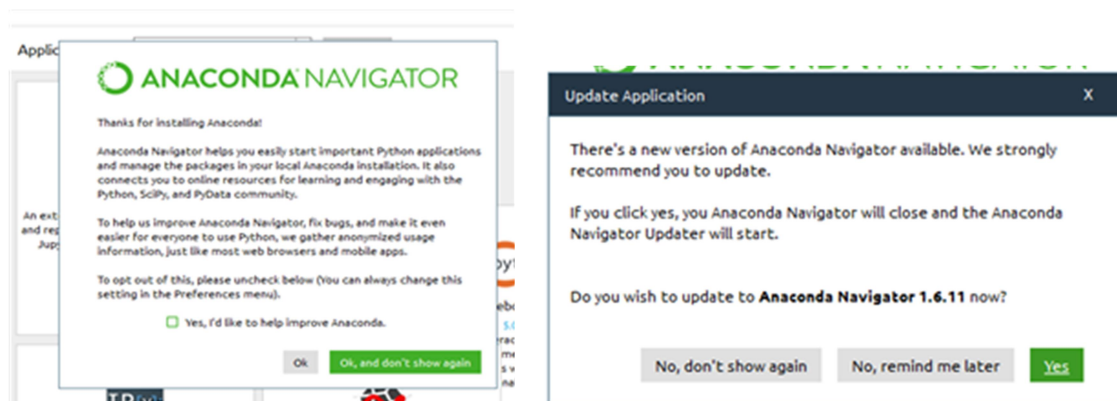 Applic
ANACONDA NAVIGATOR
Thanks for installing Anaconda!
Anaconda Navigator helps you easily start important Python applications
and manage the packages in your local Anaconda installation. It also
connects you to online resources for learning and engaging with the
Python, SciPy, and PyData community.
To help us improve Anaconda Navigator, fix bugs, and make it even
easier for everyone to use Python, we gather anonymized usage
information, just like most web browsers and mobile apps.
To opt out of this, please uncheck below (You can always change this
setting in the Preferences menu).
Yes, I'd like to help improve Anaconda.
Ok
Ok, and don't show again
An ext
and rep
Jup
Update Application
X
There's a new version of Anaconda Navigator available. We strongly
recommend you to update.
If you click yes, you Anaconda Navigator will close and the Anaconda
Navigator Updater will start.
Do you wish to update to Anaconda Navigator 1.6.11 now?
No, don't show again
No, remind me later
Yes